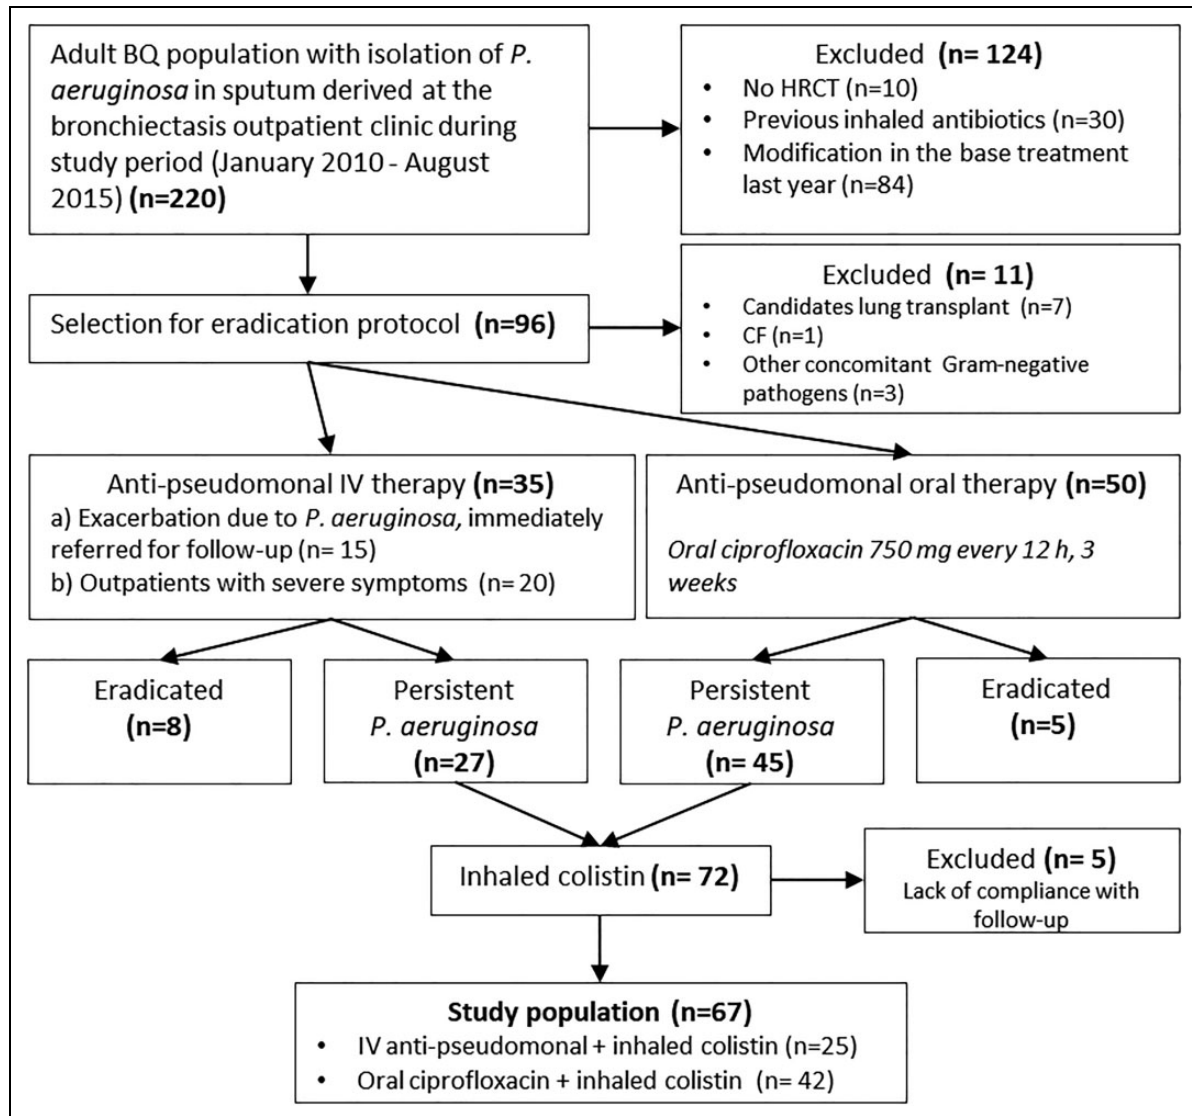 Adult BQ population with isolation of P.
aeruginosa in sputum derived at the
bronchiectasis outpatient clinic during
study period (January 2010 - August
2015) (n=220)
Excluded (n= 124)
• No HRCT (n=10)
• Previous inhaled antibiotics (n=30)
• Modification in the base treatment
last year (n=84)
Selection for eradication protocol (n=96)
Excluded (n= 11)
• Candidates lung transplant (n=7)
• CF (n=1)
• Other concomitant Gram-negative
pathogens (n=3)
Anti-pseudomonal IV therapy (n=35)
a) Exacerbation due to P. aeruginosa, immediately
referred for follow-up (n= 15)
b) Outpatients with severe symptoms (n= 20)
Anti-pseudomonal oral therapy (n=50)
Oral ciprofloxacin 750 mg every 12 h, 3
weeks
Eradicated
(n=8)
Persistent
P. aeruginosa
(n=27)
Persistent
P. aeruginosa
(n= 45)
Eradicated
(n=5)
Inhaled colistin (n= 72)
Excluded (n= 5)
Lack of compliance with
follow-up
Study population (n=67)
• IV anti-pseudomonal + inhaled colistin (n=25)
• Oral ciprofloxacin + inhaled colistin (n= 42)